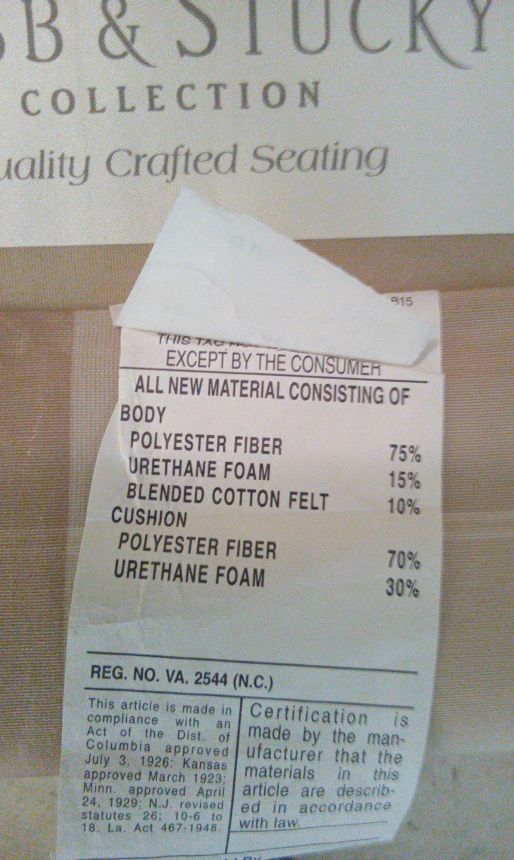 B & STUCKY
COLLECTION
uality Crafted Seating
815
THIS TAG
EXCEPT BY THE CONSUMER
ALL NEW MATERIAL CONSISTING OF
BODY
POLYESTER FIBER 75%
URETHANE FOAM 15%
BLENDED COTTON FELT 10%
CUSHION
POLYESTER FIBER 70%
URETHANE FOAM 30%
REG. NO. VA. 2544 (N.C.)
This article is made in
compliance with an
Act of the Dist. of
Columbia approved
July 3, 1926; Kansas
approved March 1923;
Minn. approved April
24, 1929; N.J. revised
statutes 26; 10-6 to
18. La. Act 467-1948.
Certification is
made by the man-
ufacturer that the
materials in this
article are describ-
ed in accordance
with law.